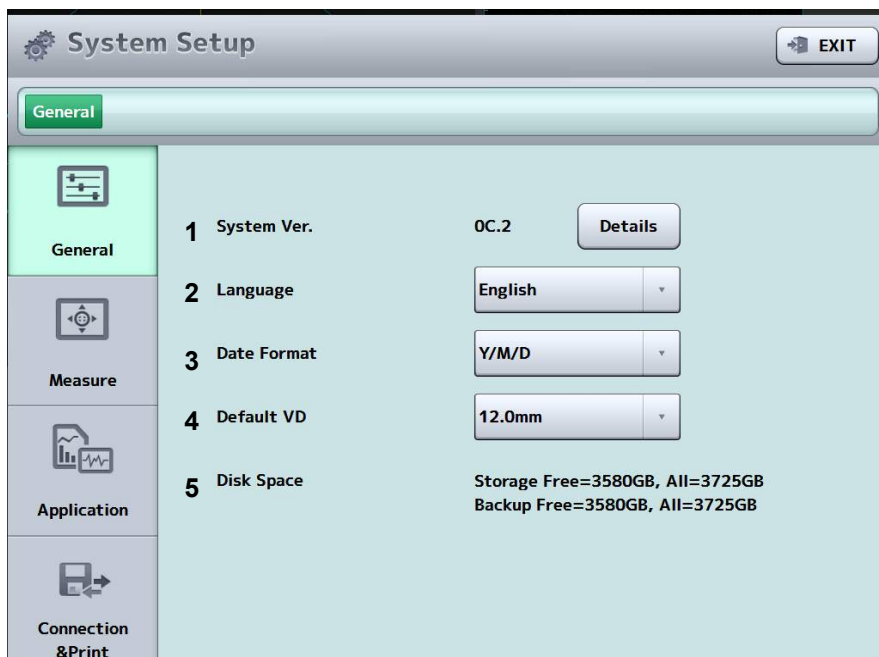 System Setup
EXIT
General
General
1 System Ver. 0C.2 Details
2 Language English
3 Date Format Y/M/D
Measure
4 Default VD 12.0mm
5 Disk Space Storage Free=3580GB, All=3725GB
Backup Free=3580GB, All=3725GB
Application
Connection
&Print